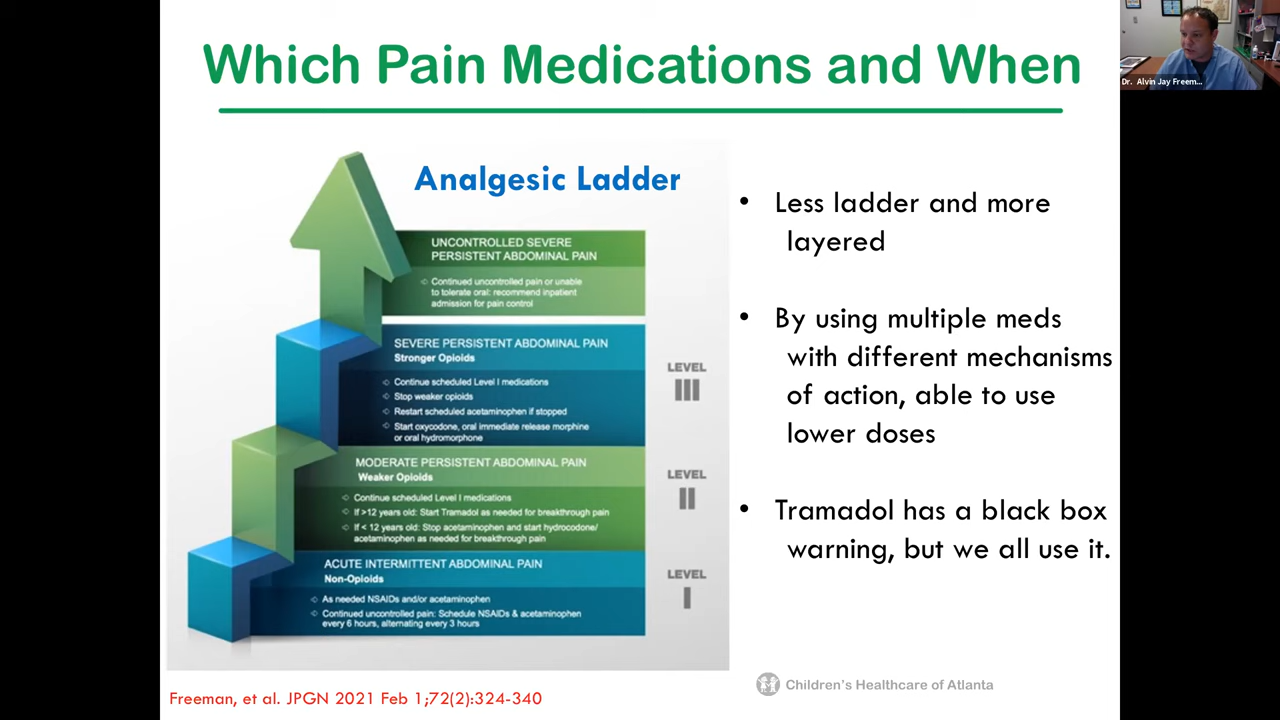 Which Pain Medications and When
Dr. Alvin Jay Freem...
Analgesic Ladder
UNCONTROLLED SEVERE
PERSISTENT ABDOMINAL PAIN
Continued uncontrolled pain or unable
to tolerate oral: recommend inpatient
admission for pain control
SEVERE PERSISTENT ABDOMINAL PAIN
Stronger Opioids
Continue scheduled Level I medications
Stop weaker opioids
Restart scheduled acetaminophen if stopped
Start oxycodone, oral immediate release morphine
or oral hydromorphone
LEVEL
III
MODERATE PERSISTENT ABDOMINAL PAIN
Weaker Opioids
Continue scheduled Level I medications
If >12 years old: Start Tramadol as needed for breakthrough pain
If < 12 years old: Stop acetaminophen and start hydrocodone/
acetaminophen as needed for breakthrough pain
LEVEL
II
ACUTE INTERMITTENT ABDOMINAL PAIN
Non-Opioids
As needed NSAIDs and/or acetaminophen
Continued uncontrolled pain: Schedule NSAIDs & acetaminophen
every 6 hours, alternating every 3 hours
LEVEL
I
• Less ladder and more
layered
• By using multiple meds
with different mechanisms
of action, able to use
lower doses
• Tramadol has a black box
warning, but we all use it.
Freeman, et al. JPGN 2021 Feb 1;72(2):324-340
Children's Healthcare of Atlanta